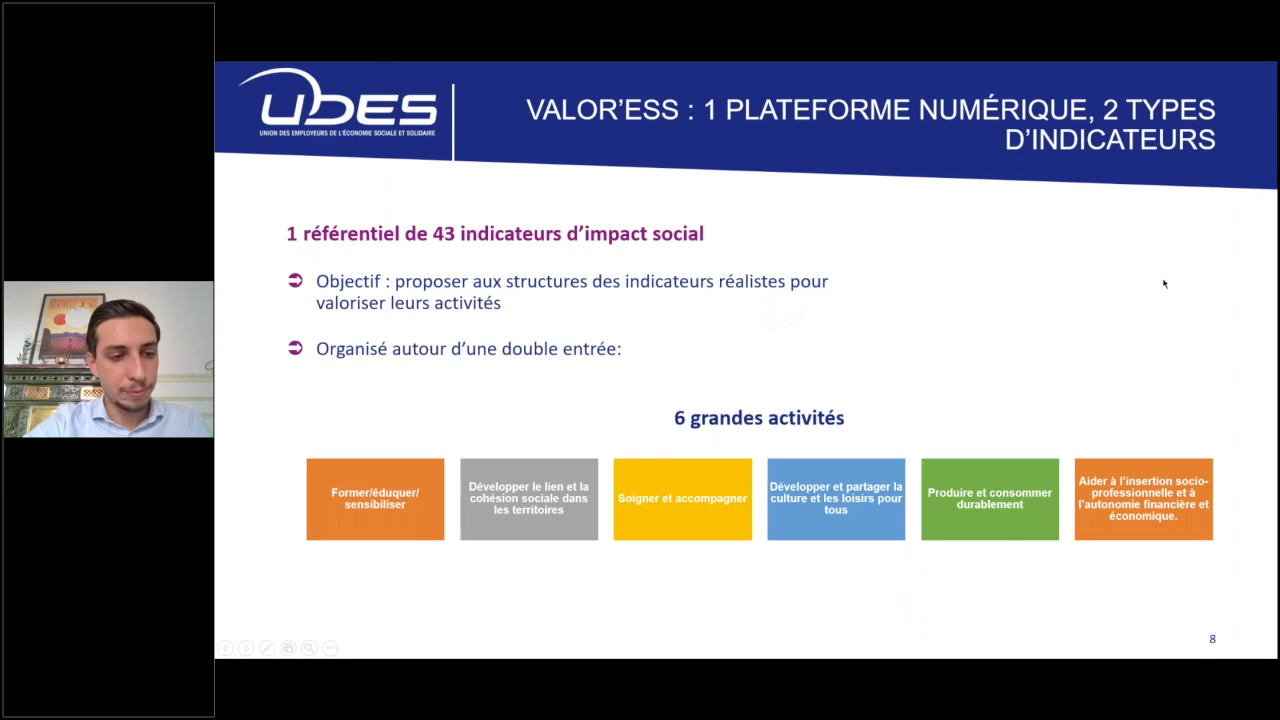 UDES
UNION DES EMPLOYEURS DE L'ÉCONOMIE SOCIALE ET SOLIDAIRE
VALOR'ESS : 1 PLATEFORME NUMÉRIQUE, 2 TYPES
D'INDICATEURS
1 référentiel de 43 indicateurs d'impact social
Objectif : proposer aux structures des indicateurs réalistes pour
valoriser leurs activités
Organisé autour d'une double entrée:
6 grandes activités
Former/éduquer/
sensibiliser
Développer le lien et la
cohésion sociale dans
les territoires
Soigner et accompagner
Développer et partager la
culture et les loisirs pour
tous
Produire et consommer
durablement
Aider à l'insertion socio-
professionnelle et à
l'autonomie financière et
économique.
8